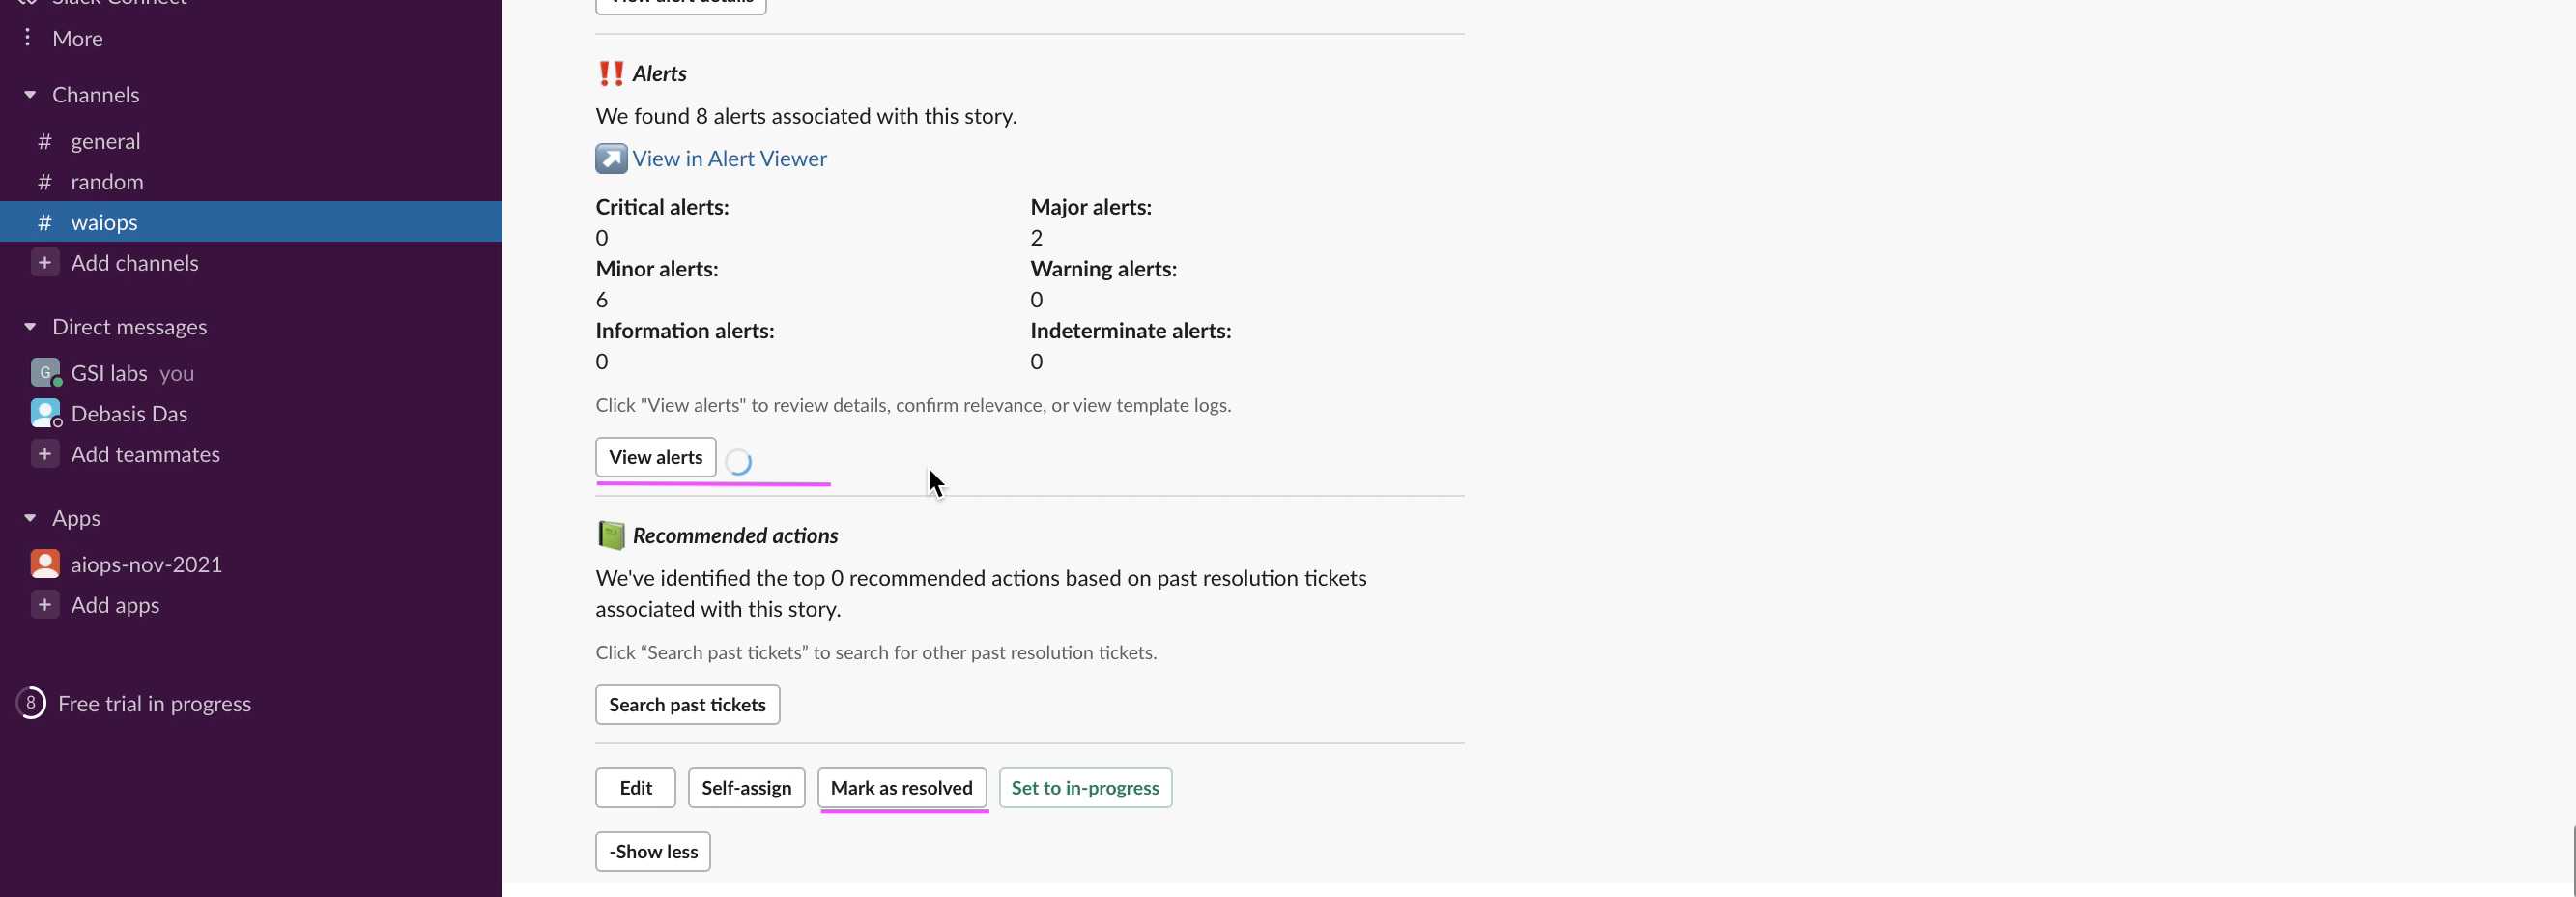 Slack Connect
More
Channels
# general
# random
# waiops
+ Add channels
Direct messages
G GSI labs you
Debasis Das
+ Add teammates
Apps
aiops-nov-2021
+ Add apps
8 Free trial in progress
View alert details
‼️ Alerts
We found 8 alerts associated with this story.
View in Alert Viewer
Critical alerts: Major alerts:
0 2
Minor alerts: Warning alerts:
6 0
Information alerts: Indeterminate alerts:
0 0
Click "View alerts" to review details, confirm relevance, or view template logs.
View alerts
Recommended actions
We've identified the top 0 recommended actions based on past resolution tickets
associated with this story.
Click “Search past tickets” to search for other past resolution tickets.
Search past tickets
Edit Self-assign Mark as resolved Set to in-progress
-Show less